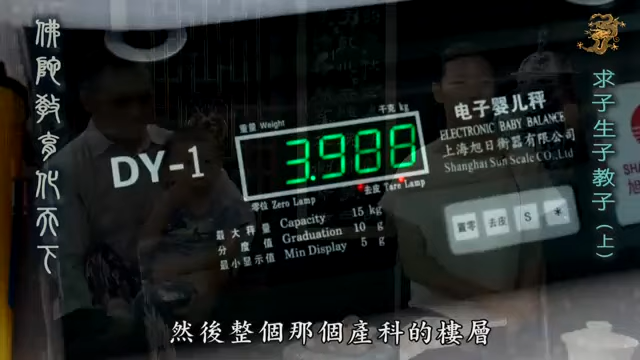 佛陀教育化天下
求子生子教子（上）
重量 Weight
千克 kg
DY-1
3.988
零位 Zero Lamp
去皮 Tare Lamp
最大秤量 Capacity 15 kg
分度值 Graduation 10 g
最小显示值 Min Display 5 g
电子婴儿秤
ELECTRONIC BABY BALANCE
上海旭日衡器有限公司
Shanghai Sun Scale CO.,Ltd
置零
去皮
S
*
SHA
旭
然後整個那個產科的樓層